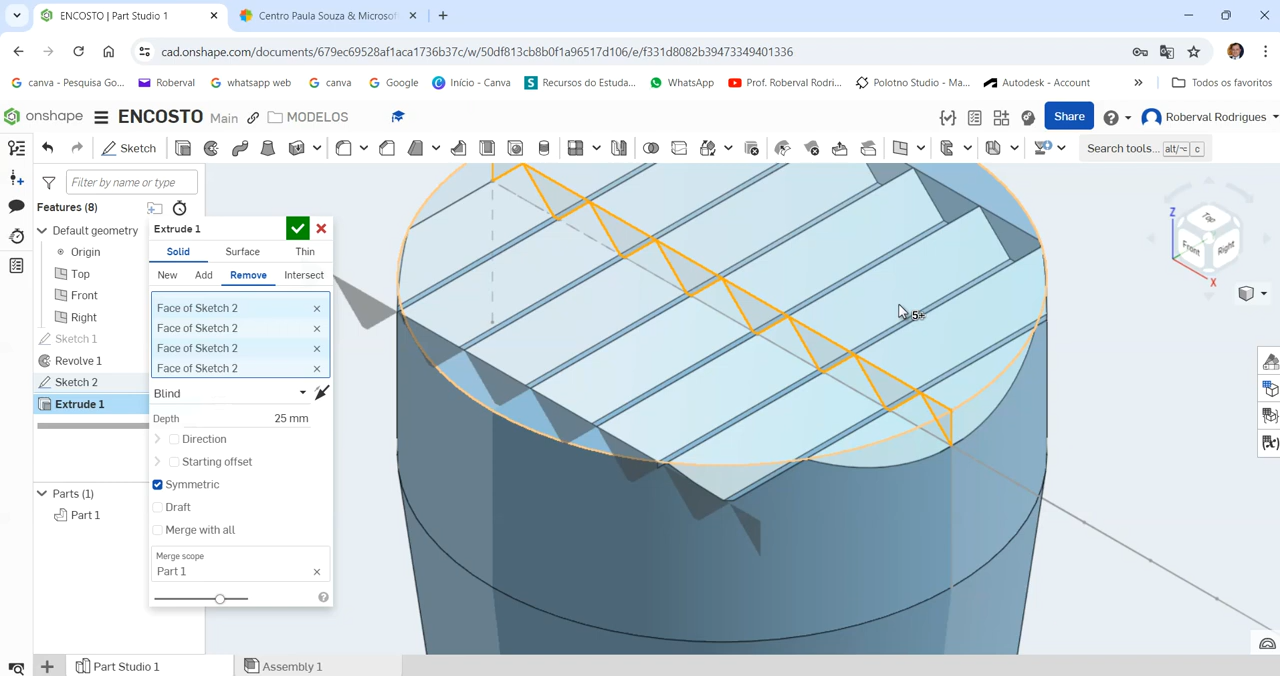 ENCOSTO | Part Studio 1
Centro Paula Souza & Microsof
cad.onshape.com/documents/679ec69528af1aca1736b37c/w/50df813cb8b0f1a96517d106/e/f331d8082b39473349401336
canva - Pesquisa Go...
Roberval
whatsapp web
canva
Google
Início - Canva
Recursos do Estuda...
WhatsApp
Prof. Roberval Rodri...
Polotno Studio - Ma...
Autodesk - Account
»
Todos os favoritos
onshape
ENCOSTO
Main
MODELOS
Share
Roberval Rodrigues
Sketch
Search tools...
alt/⌥
c
Filter by name or type
Features (8)
Default geometry
Origin
Top
Front
Right
Sketch 1
Revolve 1
Sketch 2
Extrude 1
Parts (1)
Part 1
Extrude 1
Solid
Surface
Thin
New
Add
Remove
Intersect
Face of Sketch 2
Face of Sketch 2
Face of Sketch 2
Face of Sketch 2
Blind
Depth
25 mm
Direction
Starting offset
Symmetric
Draft
Merge with all
Merge scope
Part 1
5+
Z
Top
Front
Right
X
Part Studio 1
Assembly 1